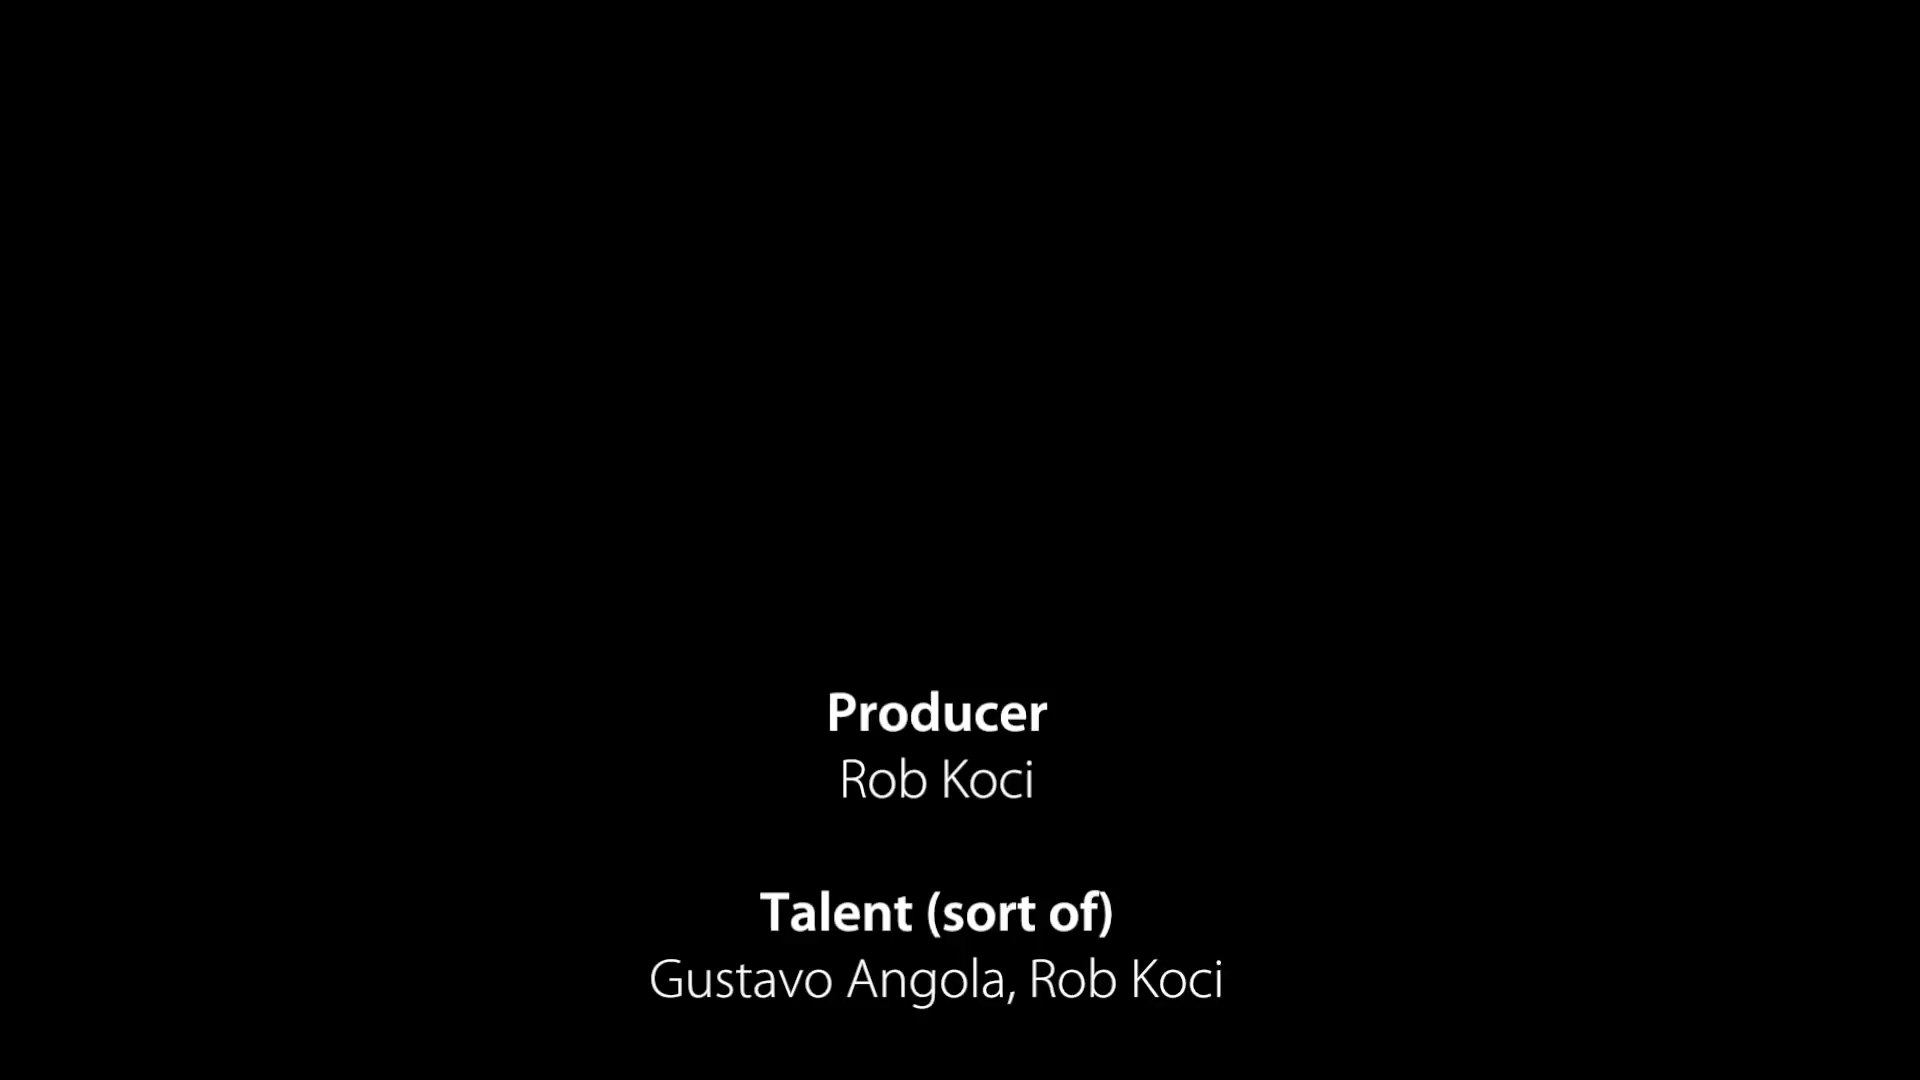 Producer
Rob Koci
Talent (sort of)
Gustavo Angola, Rob Koci